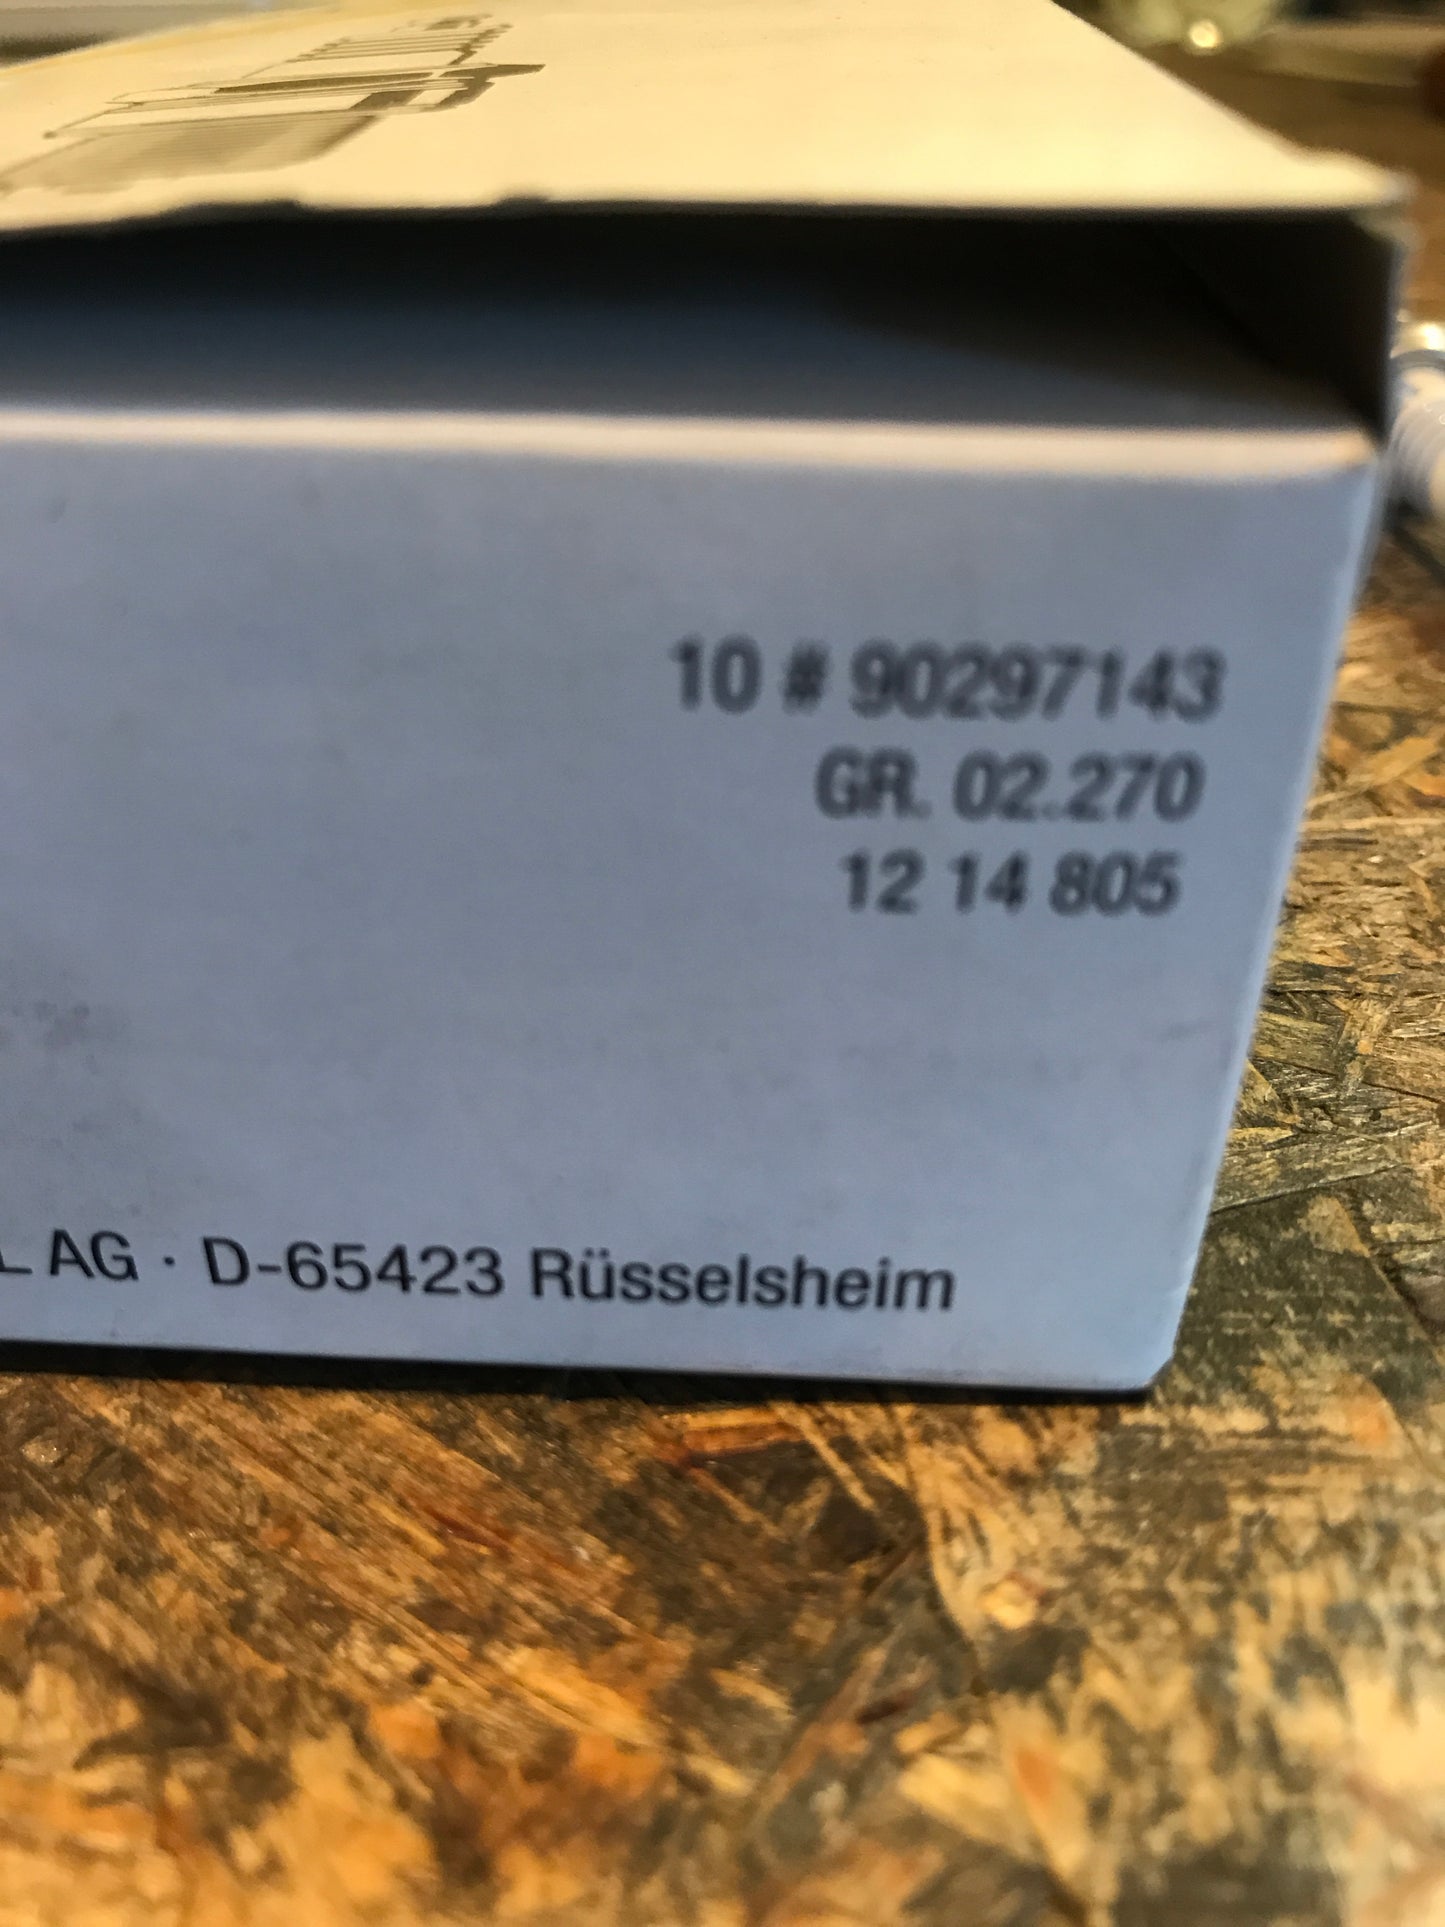 10 # 90297143
GR. 02.270
12 14 805
L AG · D-65423 Rüsselsheim